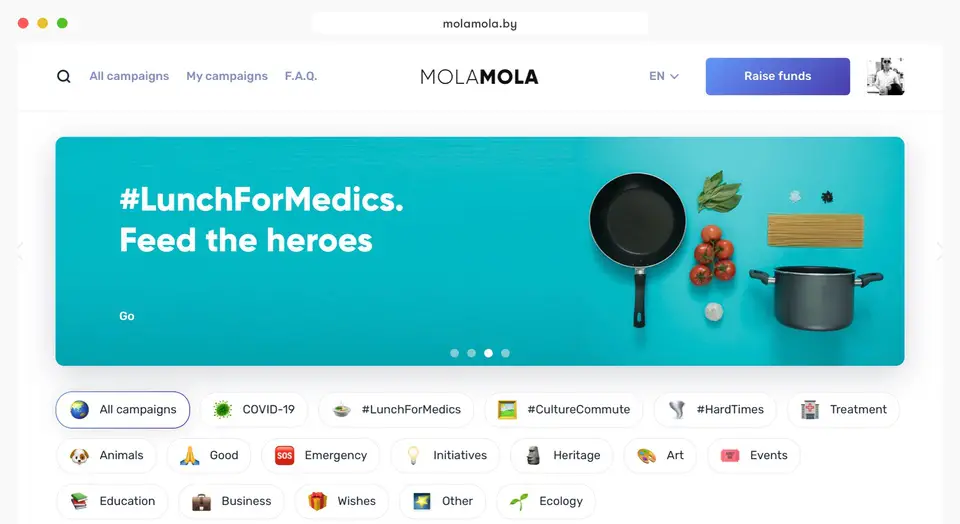 molamola.by
All campaigns My campaigns F.A.Q. MOLAMOLA EN Raise funds
#LunchForMedics.
Feed the heroes
Go
All campaigns COVID-19 #LunchForMedics #CultureCommute #HardTimes Treatment
Animals Good SOS Emergency Initiatives Heritage Art Events
Education Business Wishes Other Ecology